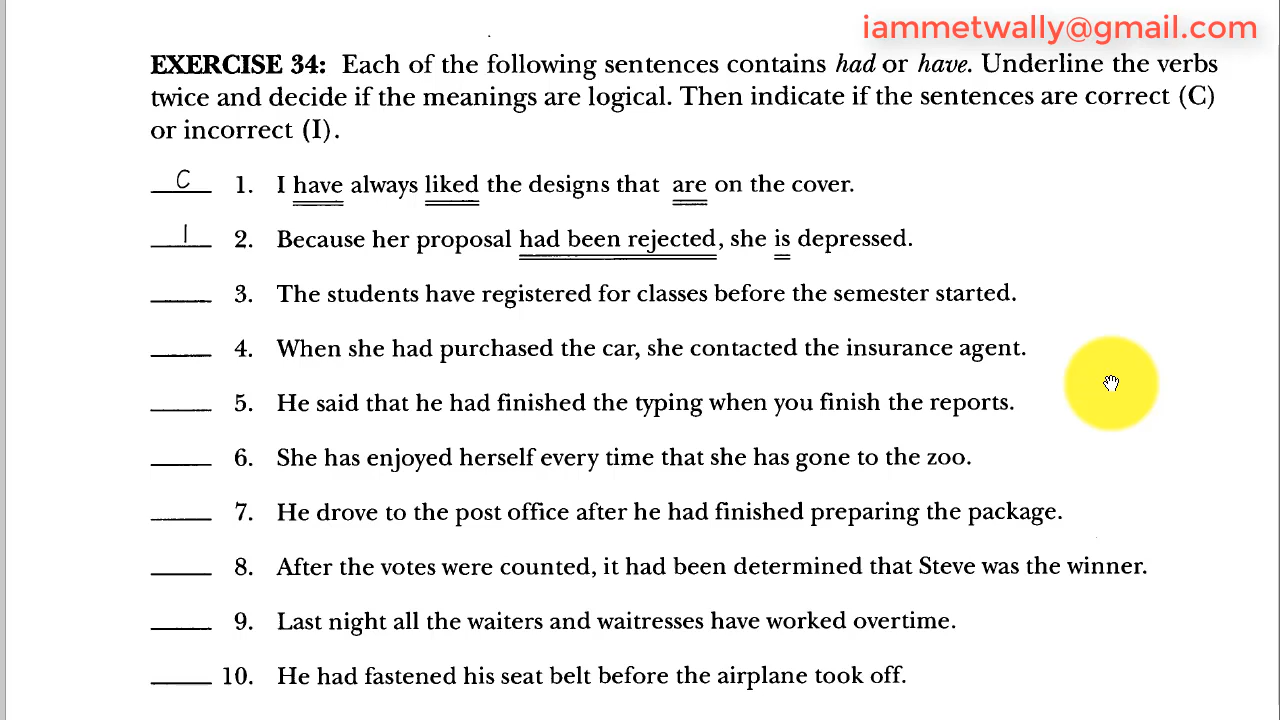 iammetwally@gmail.com
EXERCISE 34: Each of the following sentences contains had or have. Underline the verbs
twice and decide if the meanings are logical. Then indicate if the sentences are correct (C)
or incorrect (I).
C 1. I have always liked the designs that are on the cover.
I 2. Because her proposal had been rejected, she is depressed.
3. The students have registered for classes before the semester started.
4. When she had purchased the car, she contacted the insurance agent.
5. He said that he had finished the typing when you finish the reports.
6. She has enjoyed herself every time that she has gone to the zoo.
7. He drove to the post office after he had finished preparing the package.
8. After the votes were counted, it had been determined that Steve was the winner.
9. Last night all the waiters and waitresses have worked overtime.
10. He had fastened his seat belt before the airplane took off.